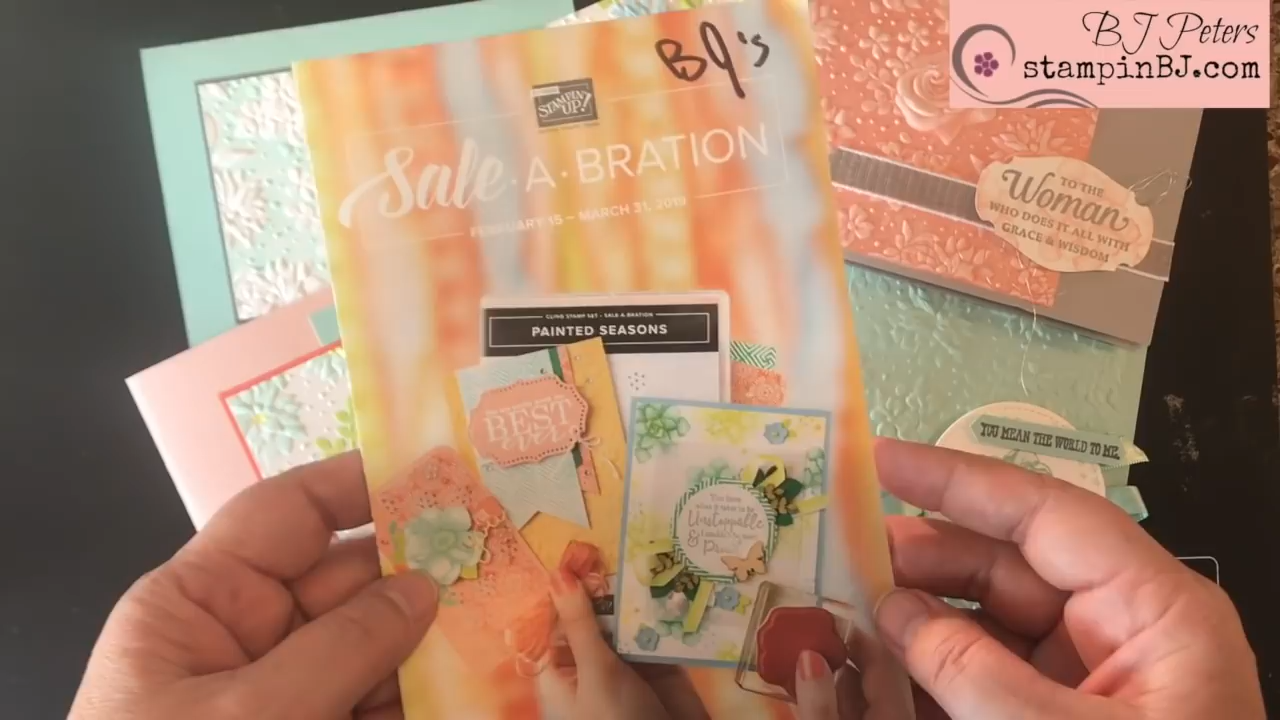 BJ Peters
stampinBJ.com
BJ's
STAMPIN' UP!
Sale·A·BRATION
FEBRUARY 15 – MARCH 31, 2019
CLING STAMP SET • SALE-A-BRATION
PAINTED SEASONS
BEST
ever
Unstoppable
&
TO THE
Woman
WHO DOES IT ALL WITH
GRACE & WISDOM
YOU MEAN THE WORLD TO ME